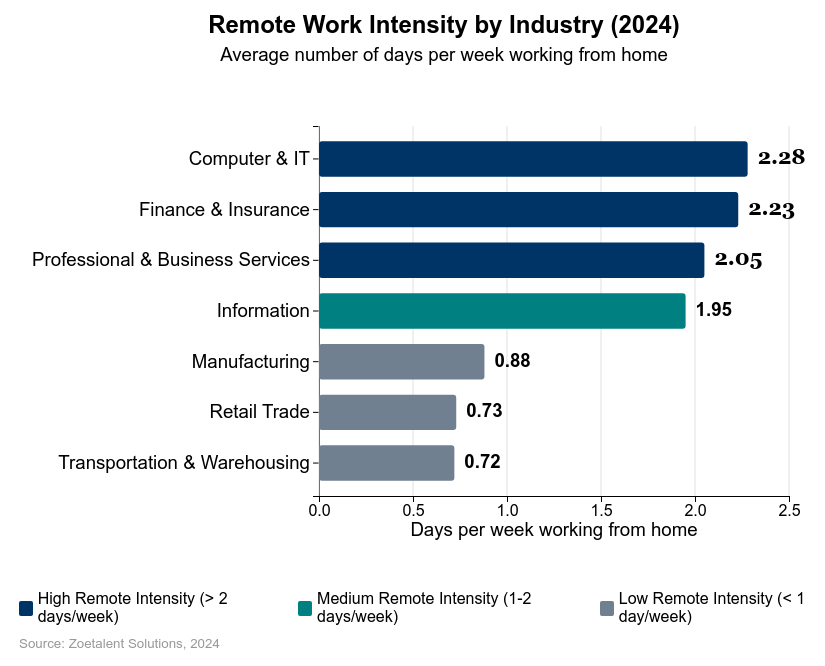 Remote Work Intensity by Industry (2024)
Average number of days per week working from home
Computer & IT 2.28
Finance & Insurance 2.23
Professional & Business Services 2.05
Information 1.95
Manufacturing 0.88
Retail Trade 0.73
Transportation & Warehousing 0.72
0.0 0.5 1.0 1.5 2.0 2.5
Days per week working from home
High Remote Intensity (> 2
days/week)
Medium Remote Intensity (1-2
days/week)
Low Remote Intensity (< 1
day/week)
Source: Zoetalent Solutions, 2024